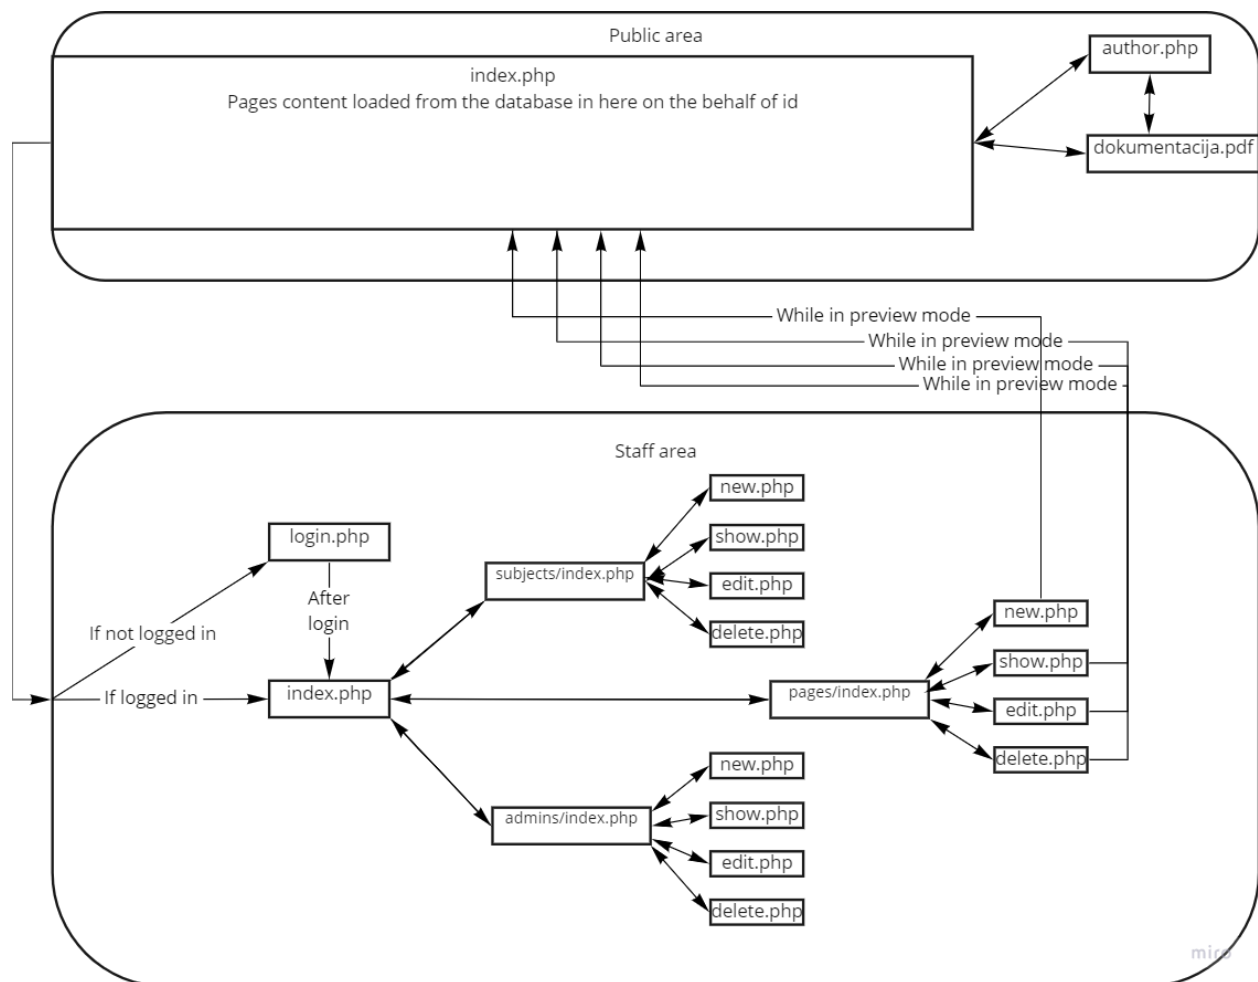 Public area
index.php
Pages content loaded from the database in here on the behalf of id
author.php
dokumentacija.pdf
While in preview mode
While in preview mode
While in preview mode
While in preview mode
Staff area
login.php
After
login
If not logged in
If logged in
index.php
subjects/index.php
new.php
show.php
edit.php
delete.php
pages/index.php
new.php
show.php
edit.php
delete.php
admins/index.php
new.php
show.php
edit.php
delete.php
miro